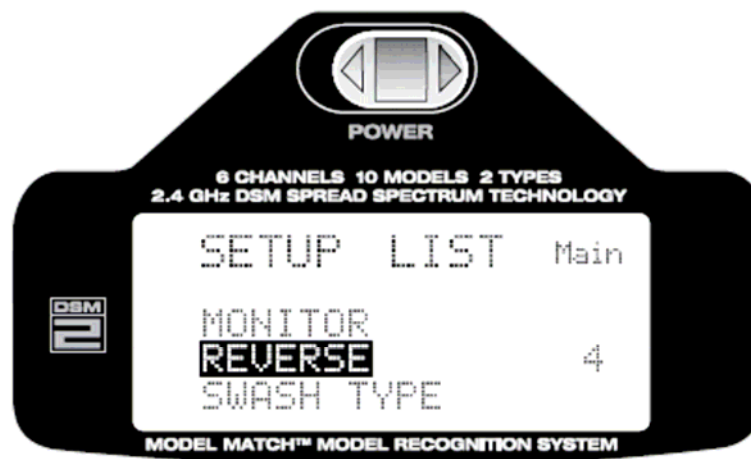 POWER
6 CHANNELS 10 MODELS 2 TYPES
2.4 GHz DSM SPREAD SPECTRUM TECHNOLOGY
SETUP LIST Main
DSM
2
MONITOR
REVERSE 4
SWASH TYPE
MODEL MATCH™ MODEL RECOGNITION SYSTEM